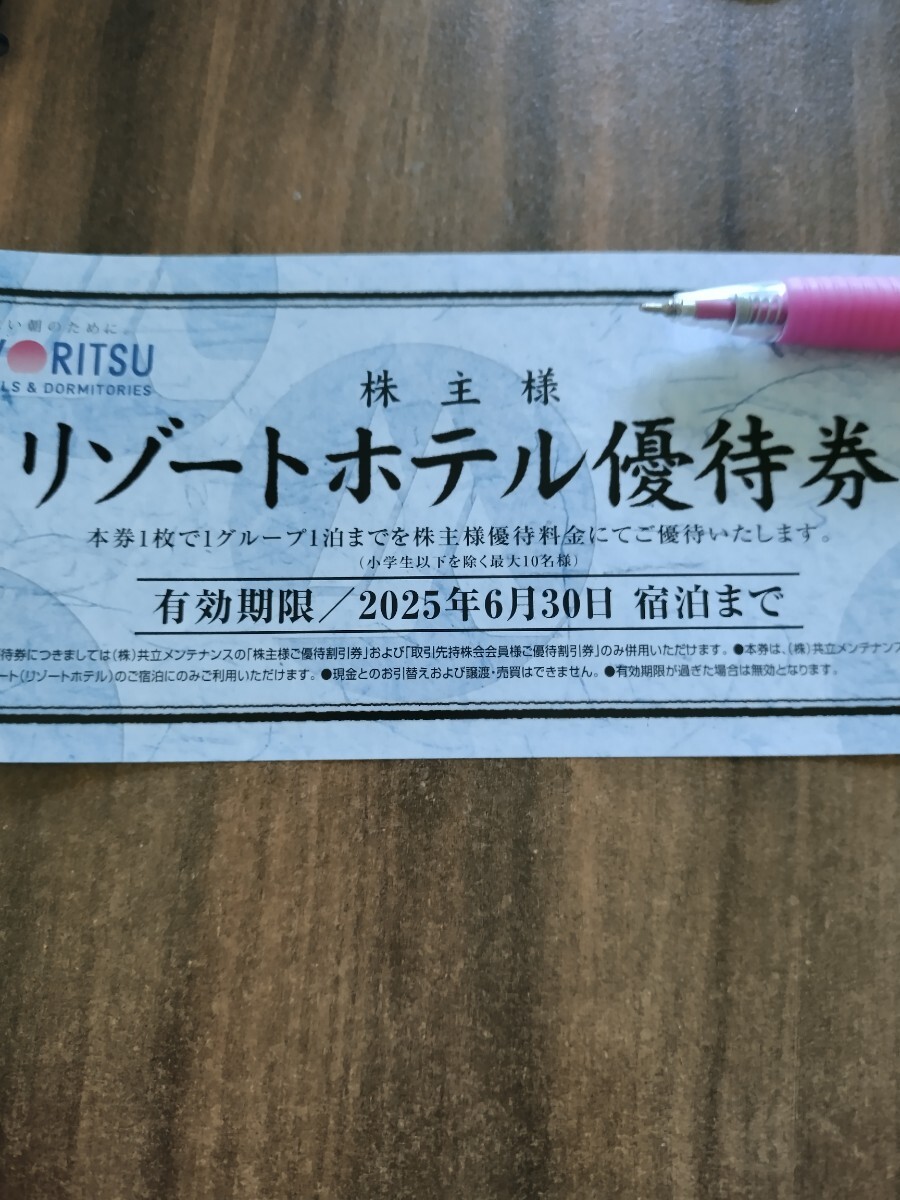 い朝のために。
YORITSU
LS & DORMITORIES
株主様
リゾートホテル優待券
本券1枚で1グループ1泊までを株主様優待料金にてご優待いたします。
(小学生以下を除く最大10名様)
有効期限/2025年6月30日 宿泊まで
待券につきましては(株)共立メンテナンスの「株主様ご優待割引券」および「取引先持株会会員様ご優待割引券」のみ併用いただけます。●本券は、(株)共立メンテナンス
ート(リゾートホテル)のご宿泊にのみご利用いただけます。●現金とのお引替えおよび譲渡・売買はできません。●有効期限が過ぎた場合は無効となります。